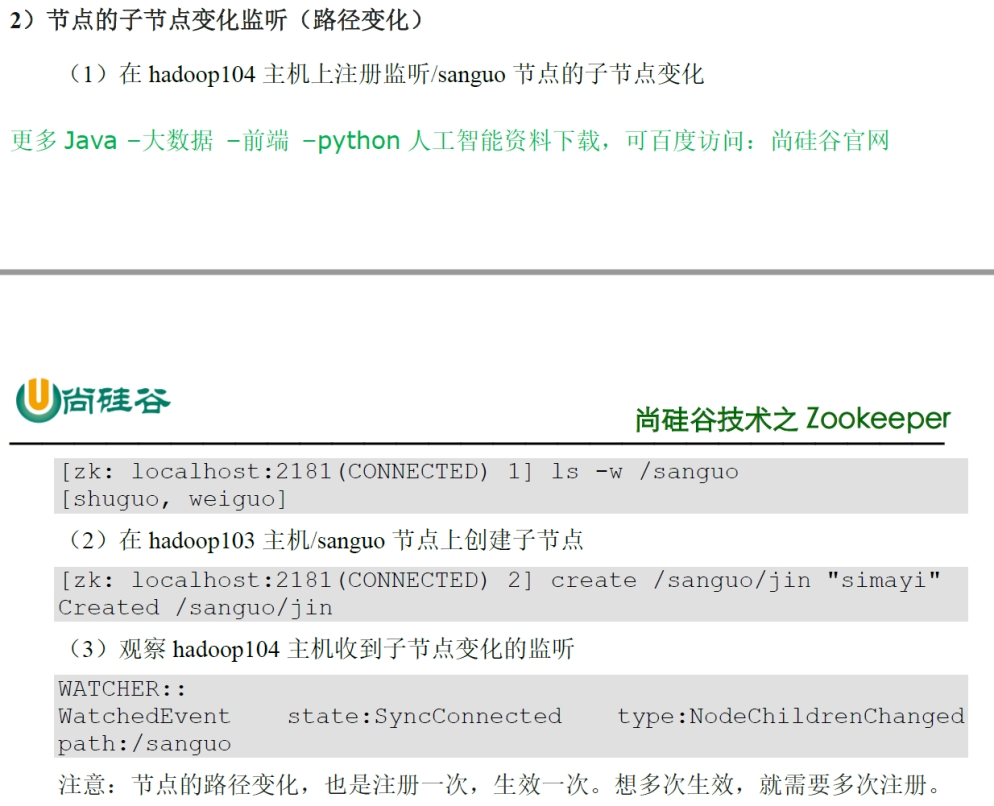 2）节点的子节点变化监听（路径变化）
（1）在 hadoop104 主机上注册监听/sanguo 节点的子节点变化
更多 Java –大数据 –前端 –python 人工智能资料下载，可百度访问：尚硅谷官网
尚硅谷
尚硅谷技术之 Zookeeper
[zk: localhost:2181(CONNECTED) 1] ls -w /sanguo
[shuguo, weiguo]
（2）在 hadoop103 主机/sanguo 节点上创建子节点
[zk: localhost:2181(CONNECTED) 2] create /sanguo/jin "simayi"
Created /sanguo/jin
（3）观察 hadoop104 主机收到子节点变化的监听
WATCHER::
WatchedEvent state:SyncConnected type:NodeChildrenChanged
path:/sanguo
注意：节点的路径变化，也是注册一次，生效一次。想多次生效，就需要多次注册。